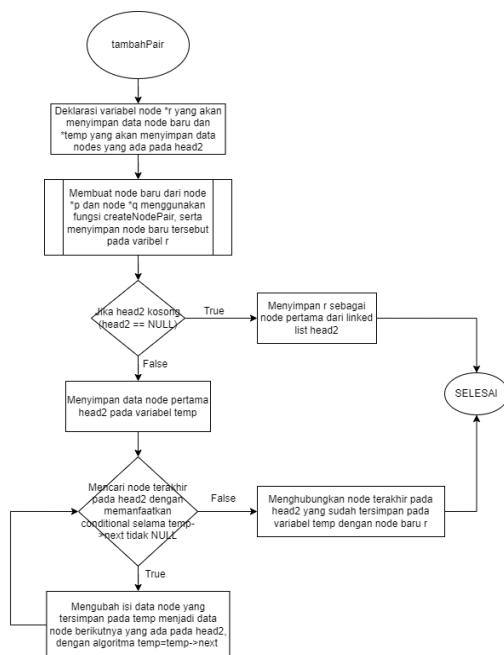 tambahPair
Deklarasi variabel node *r yang akan
menyimpan data node baru dan
*temp yang akan menyimpan data
nodes yang ada pada head2
Membuat node baru dari node
*p dan node *q menggunakan
fungsi createNodePair, serta
menyimpan node baru tersebut
pada varibel r
Jika head2 kosong
(head2 == NULL)
True
Menyimpan r sebagai
node pertama dari linked
list head2
False
SELESAI
Menyimpan data node pertama
head2 pada variabel temp
Mencari node terakhir
pada head2 dengan
memanfaatkan
conditional selama temp-
>next tidak NULL
False
Menghubungkan node terakhir pada
head2 yang sudah tersimpan pada
variabel temp dengan node baru r
True
Mengubah isi data node yang
tersimpan pada temp menjadi data
node berikutnya yang ada pada head2,
dengan algoritma temp=temp->next